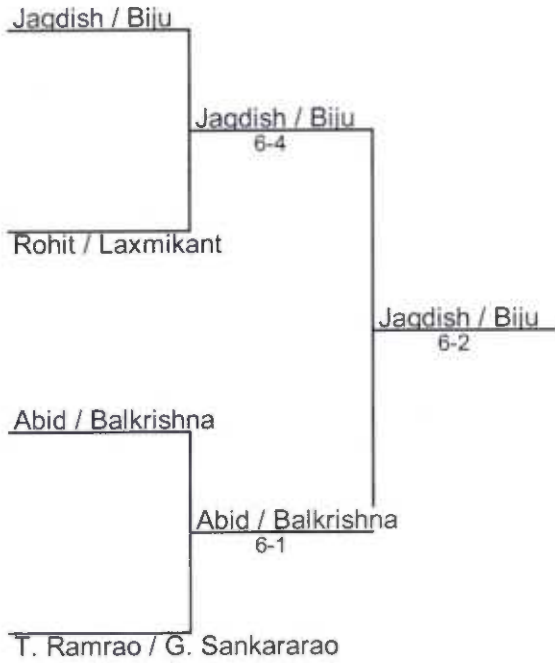 Jagdish / Biju
Jagdish / Biju
6-4
Rohit / Laxmikant
Jagdish / Biju
6-2
Abid / Balkrishna
Abid / Balkrishna
6-1
T. Ramrao / G. Sankararao